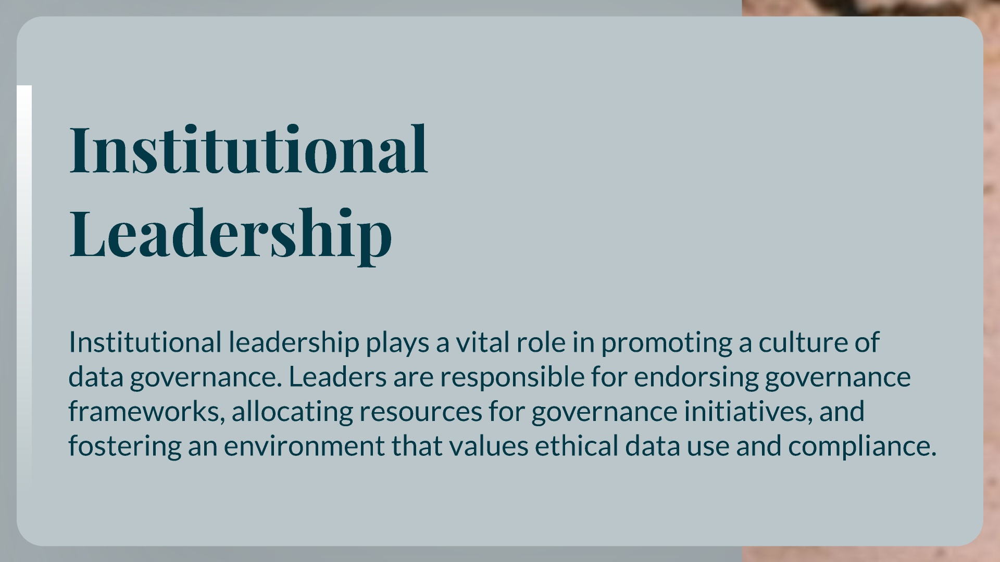 Institutional
Leadership
Institutional leadership plays a vital role in promoting a culture of
data governance. Leaders are responsible for endorsing governance
frameworks, allocating resources for governance initiatives, and
fostering an environment that values ethical data use and compliance.